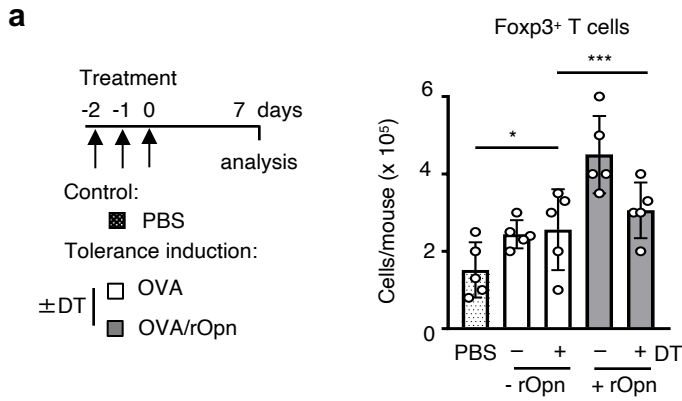 a
Treatment
-2 -1 0 7 days
analysis
Control:
PBS
Tolerance induction:
±DT
OVA
OVA/rOpn
Foxp3+ T cells
***
*
Cells/mouse (x 10⁵)
6
4
2
0
PBS − + − + DT
- rOpn + rOpn